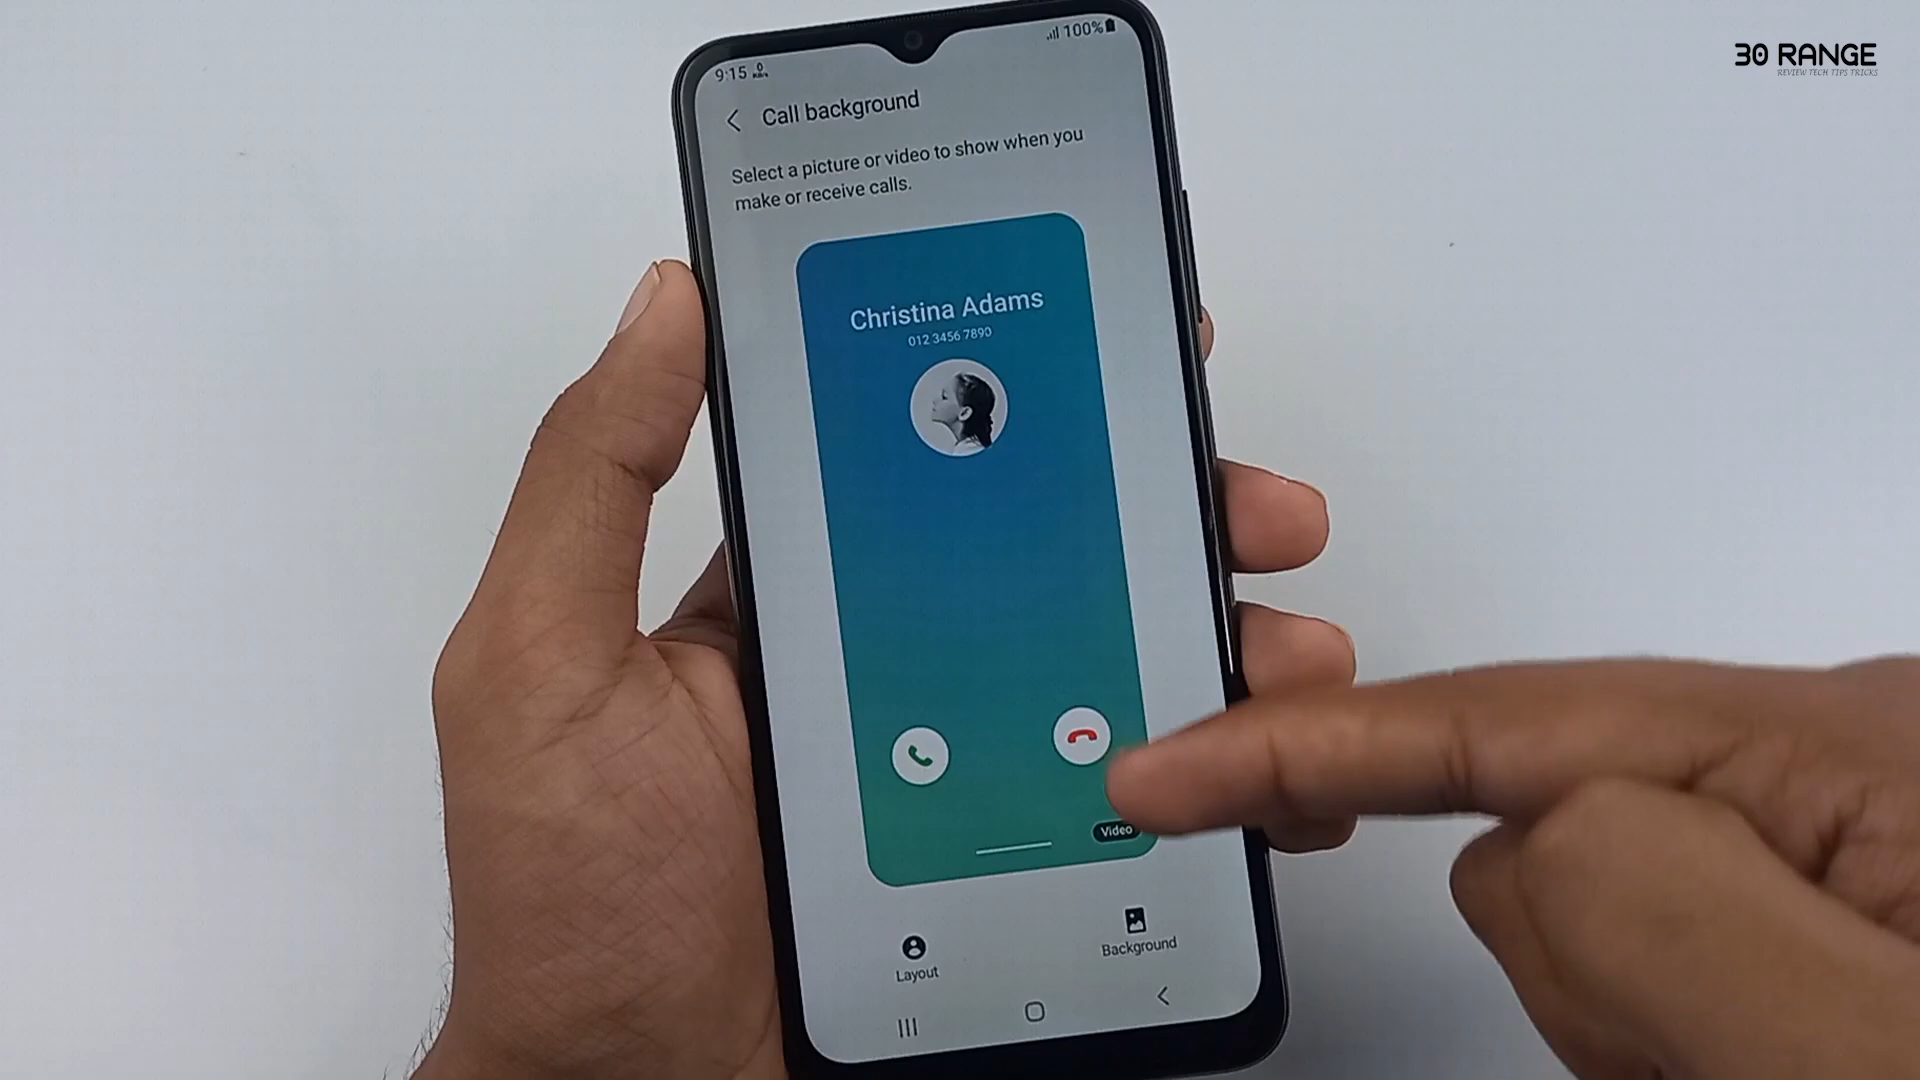 30 RANGE
REVIEW TECH TIPS TRICKS
9:15
100%
Call background
Select a picture or video to show when you
make or receive calls.
Christina Adams
012 3456 7890
Video
Layout
Background